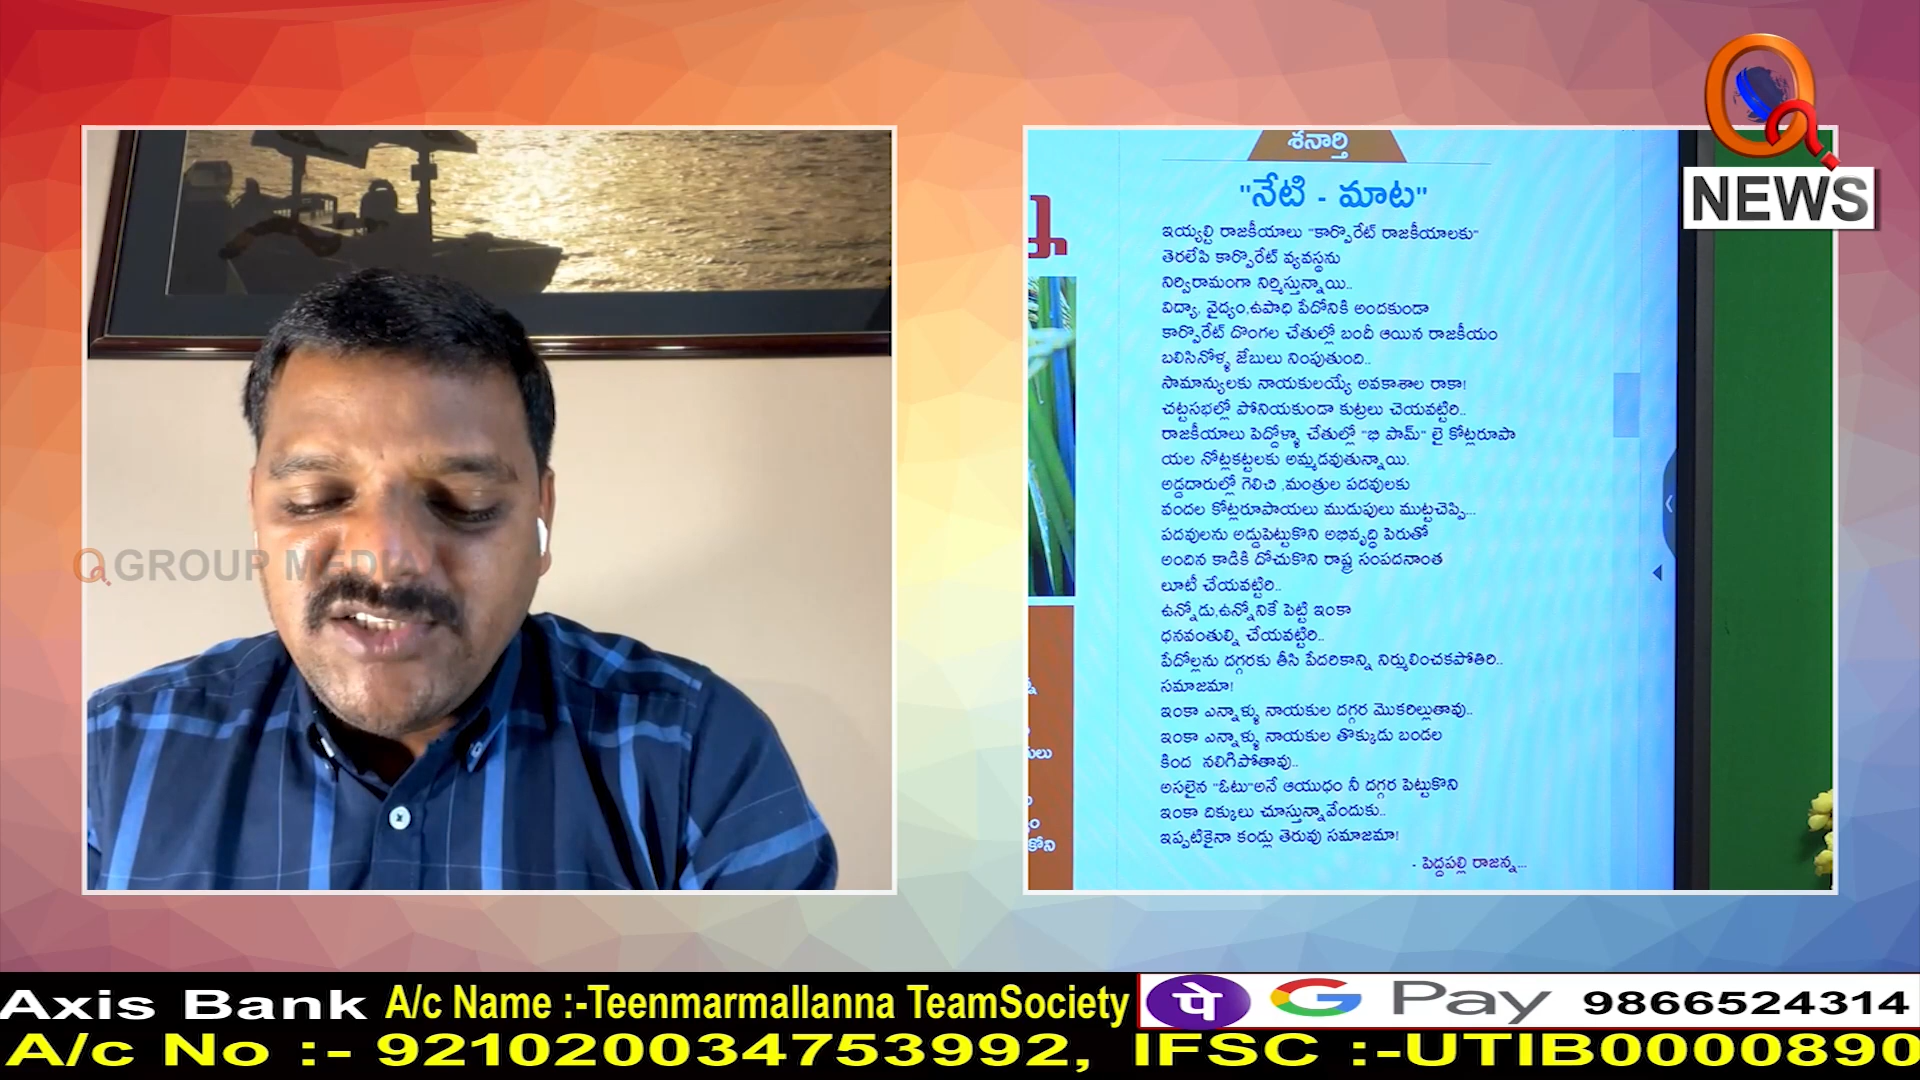 Q
NEWS
శనార్తి
"నేటి - మాట"
ఇయ్యల్టి రాజకీయాలు "కార్పొరేట్ రాజకీయాలకు"
తెరలేపి కార్పొరేట్ వ్యవస్థను
నిర్విరామంగా నిర్మిస్తున్నాయి..
విద్యా, వైద్యం,ఉపాధి పేదోనికి అందకుండా
కార్పొరేట్ దొంగల చేతుల్లో బందీ ఆయిన రాజకీయం
బలిసినోళ్ళ జేబులు నింపుతుంది..
సామాన్యులకు నాయకులయ్యే అవకాశాల రాకా!
చట్టసభల్లో పోనియకుండా కుట్రలు చెయవట్టిరి..
రాజకీయాలు పెద్దోళ్ళా చేతుల్లో "భి పామ్" లై కోట్లరూపా
యల నోట్లకట్టలకు అమ్మడవుతున్నాయి.
అడ్డదారుల్లో గెలిచి ,మంత్రుల పదవులకు
వందల కోట్లరూపాయలు ముడుపులు ముట్టచెప్పి...
పదవులను అడ్డుపెట్టుకొని అభివృద్ధి పెరుతో
అందిన కాడికి దోచుకొని రాష్ట్ర సంపదనాంత
లూటీ చేయవట్టిరి..
ఉన్నోడు,ఉన్నోనికే పెట్టి ఇంకా
ధనవంతుల్ని చేయవట్టిరి..
పేదోల్లను దగ్గరకు తీసి పేదరికాన్ని నిర్ములించకపోతిరి..
సమాజమా!
ఇంకా ఎన్నాళ్ళు నాయకుల దగ్గర మొకరిల్లుతావు..
ఇంకా ఎన్నాళ్ళు నాయకుల తొక్కుడు బండల
కింద నలిగిపోతావు..
అసలైన "ఓటు"అనే ఆయుధం నీ దగ్గర పెట్టుకొని
ఇంకా దిక్కులు చూస్తున్నావేందుకు..
ఇప్పటికైనా కండ్లు తెరువు సమాజమా!
- పెద్దపల్లి రాజన్న...
Q GROUP MEDIA
Axis Bank A/c Name :-Teenmarmallanna TeamSociety
పే G Pay 9866524314
A/c No :- 921020034753992, IFSC :-UTIB0000890